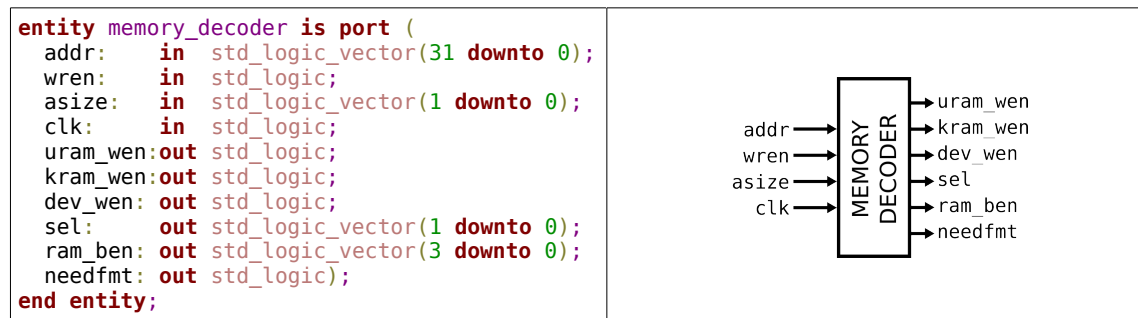 entity memory_decoder is port (
  addr:     in  std_logic_vector(31 downto 0);
  wren:     in  std_logic;
  asize:    in  std_logic_vector(1 downto 0);
  clk:      in  std_logic;
  uram_wen:out std_logic;
  kram_wen:out std_logic;
  dev_wen: out std_logic;
  sel:     out std_logic_vector(1 downto 0);
  ram_ben: out std_logic_vector(3 downto 0);
  needfmt: out std_logic);
end entity;
addr
wren
asize
clk
MEMORY
DECODER
uram_wen
kram_wen
dev_wen
sel
ram_ben
needfmt